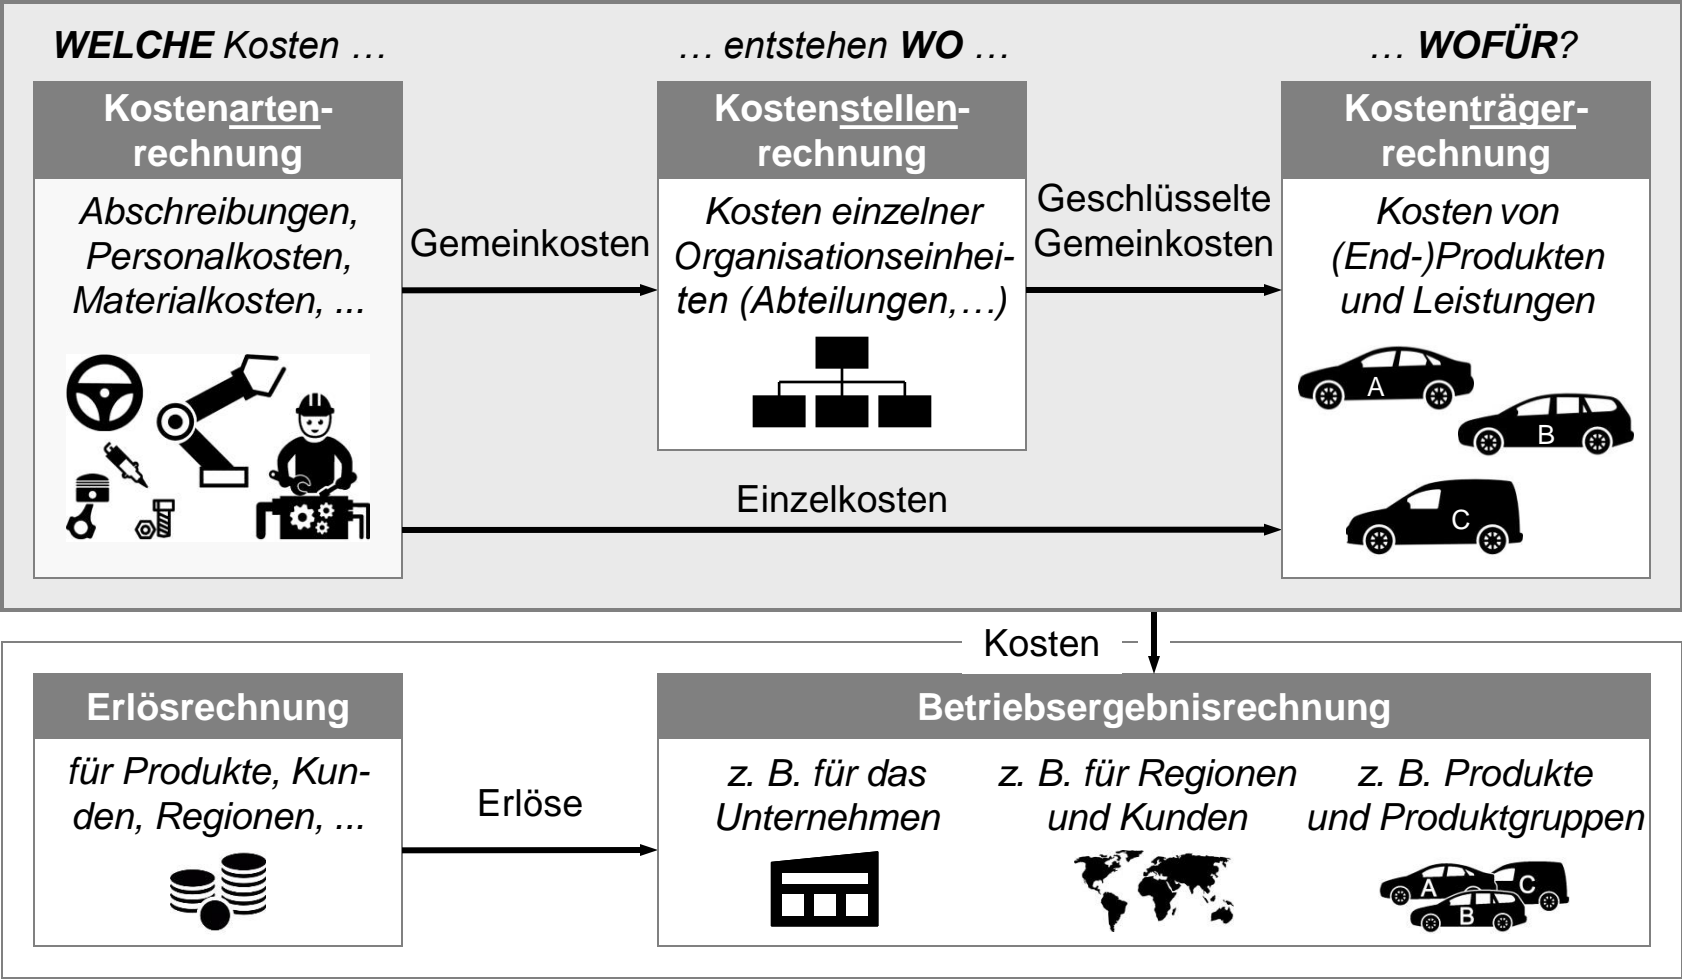 WELCHE Kosten …
… entstehen WO …
… WOFÜR?
Kostenarten-
rechnung
Abschreibungen,
Personalkosten,
Materialkosten, ...
Gemeinkosten
Kostenstellen-
rechnung
Kosten einzelner
Organisationseinhei-
ten (Abteilungen,…)
Geschlüsselte
Gemeinkosten
Kostenträger-
rechnung
Kosten von
(End-)Produkten
und Leistungen
A
B
C
Einzelkosten
Kosten
Erlösrechnung
für Produkte, Kun-
den, Regionen, ...
Erlöse
Betriebsergebnisrechnung
z. B. für das
Unternehmen
z. B. für Regionen
und Kunden
z. B. Produkte
und Produktgruppen
A
C
B